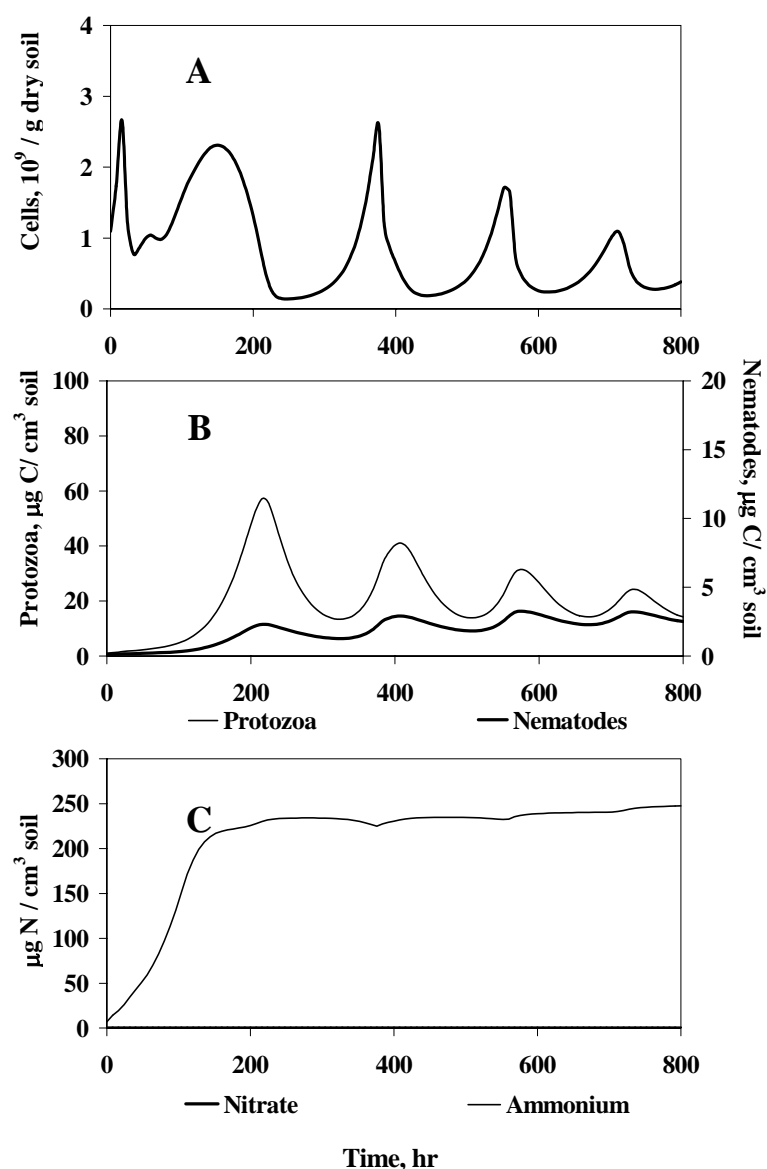 Cells, 10⁹ / g dry soil
4
3
2
1
0
A
0 200 400 600 800
Protozoa, µg C/ cm³ soil
100
80
60
40
20
0
B
20
15
10
5
0
Nematodes, µg C/ cm³ soil
0 200 400 600 800
Protozoa Nematodes
µg N / cm³ soil
300
250
200
150
100
50
0
C
0 200 400 600 800
Nitrate Ammonium
Time, hr